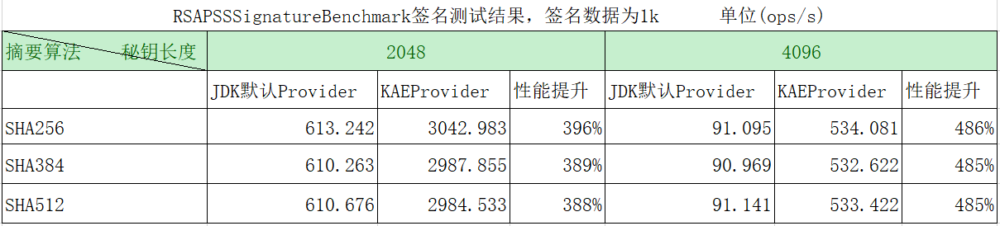 RSAPSSSignatureBenchmark签名测试结果，签名数据为1k 单位(ops/s)
摘要算法 秘钥长度 2048 4096
JDK默认Provider KAEProvider 性能提升 JDK默认Provider KAEProvider 性能提升
SHA256 613.242 3042.983 396% 91.095 534.081 486%
SHA384 610.263 2987.855 389% 90.969 532.622 485%
SHA512 610.676 2984.533 388% 91.141 533.422 485%